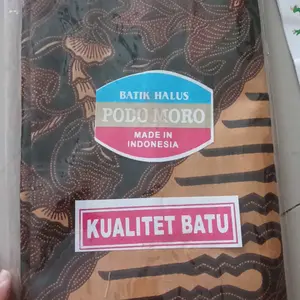 BATIK HALUS
PODO MORO
MADE IN
INDONESIA
KUALITET BATU